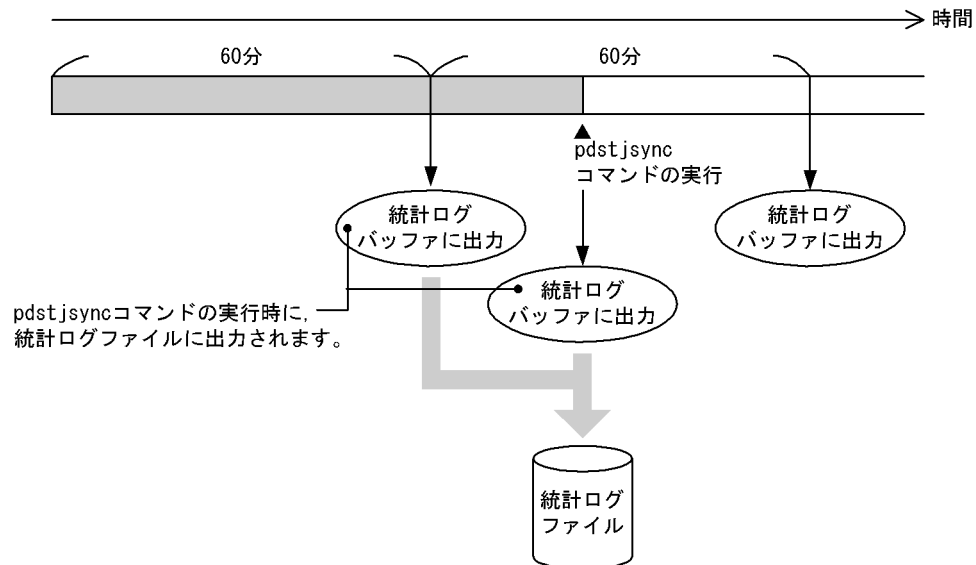 時間
60分
60分
pdstjsync
コマンドの実行
統計ログ
バッファに出力
統計ログ
バッファに出力
統計ログ
バッファに出力
pdstjsyncコマンドの実行時に,
統計ログファイルに出力されます。
統計ログ
ファイル